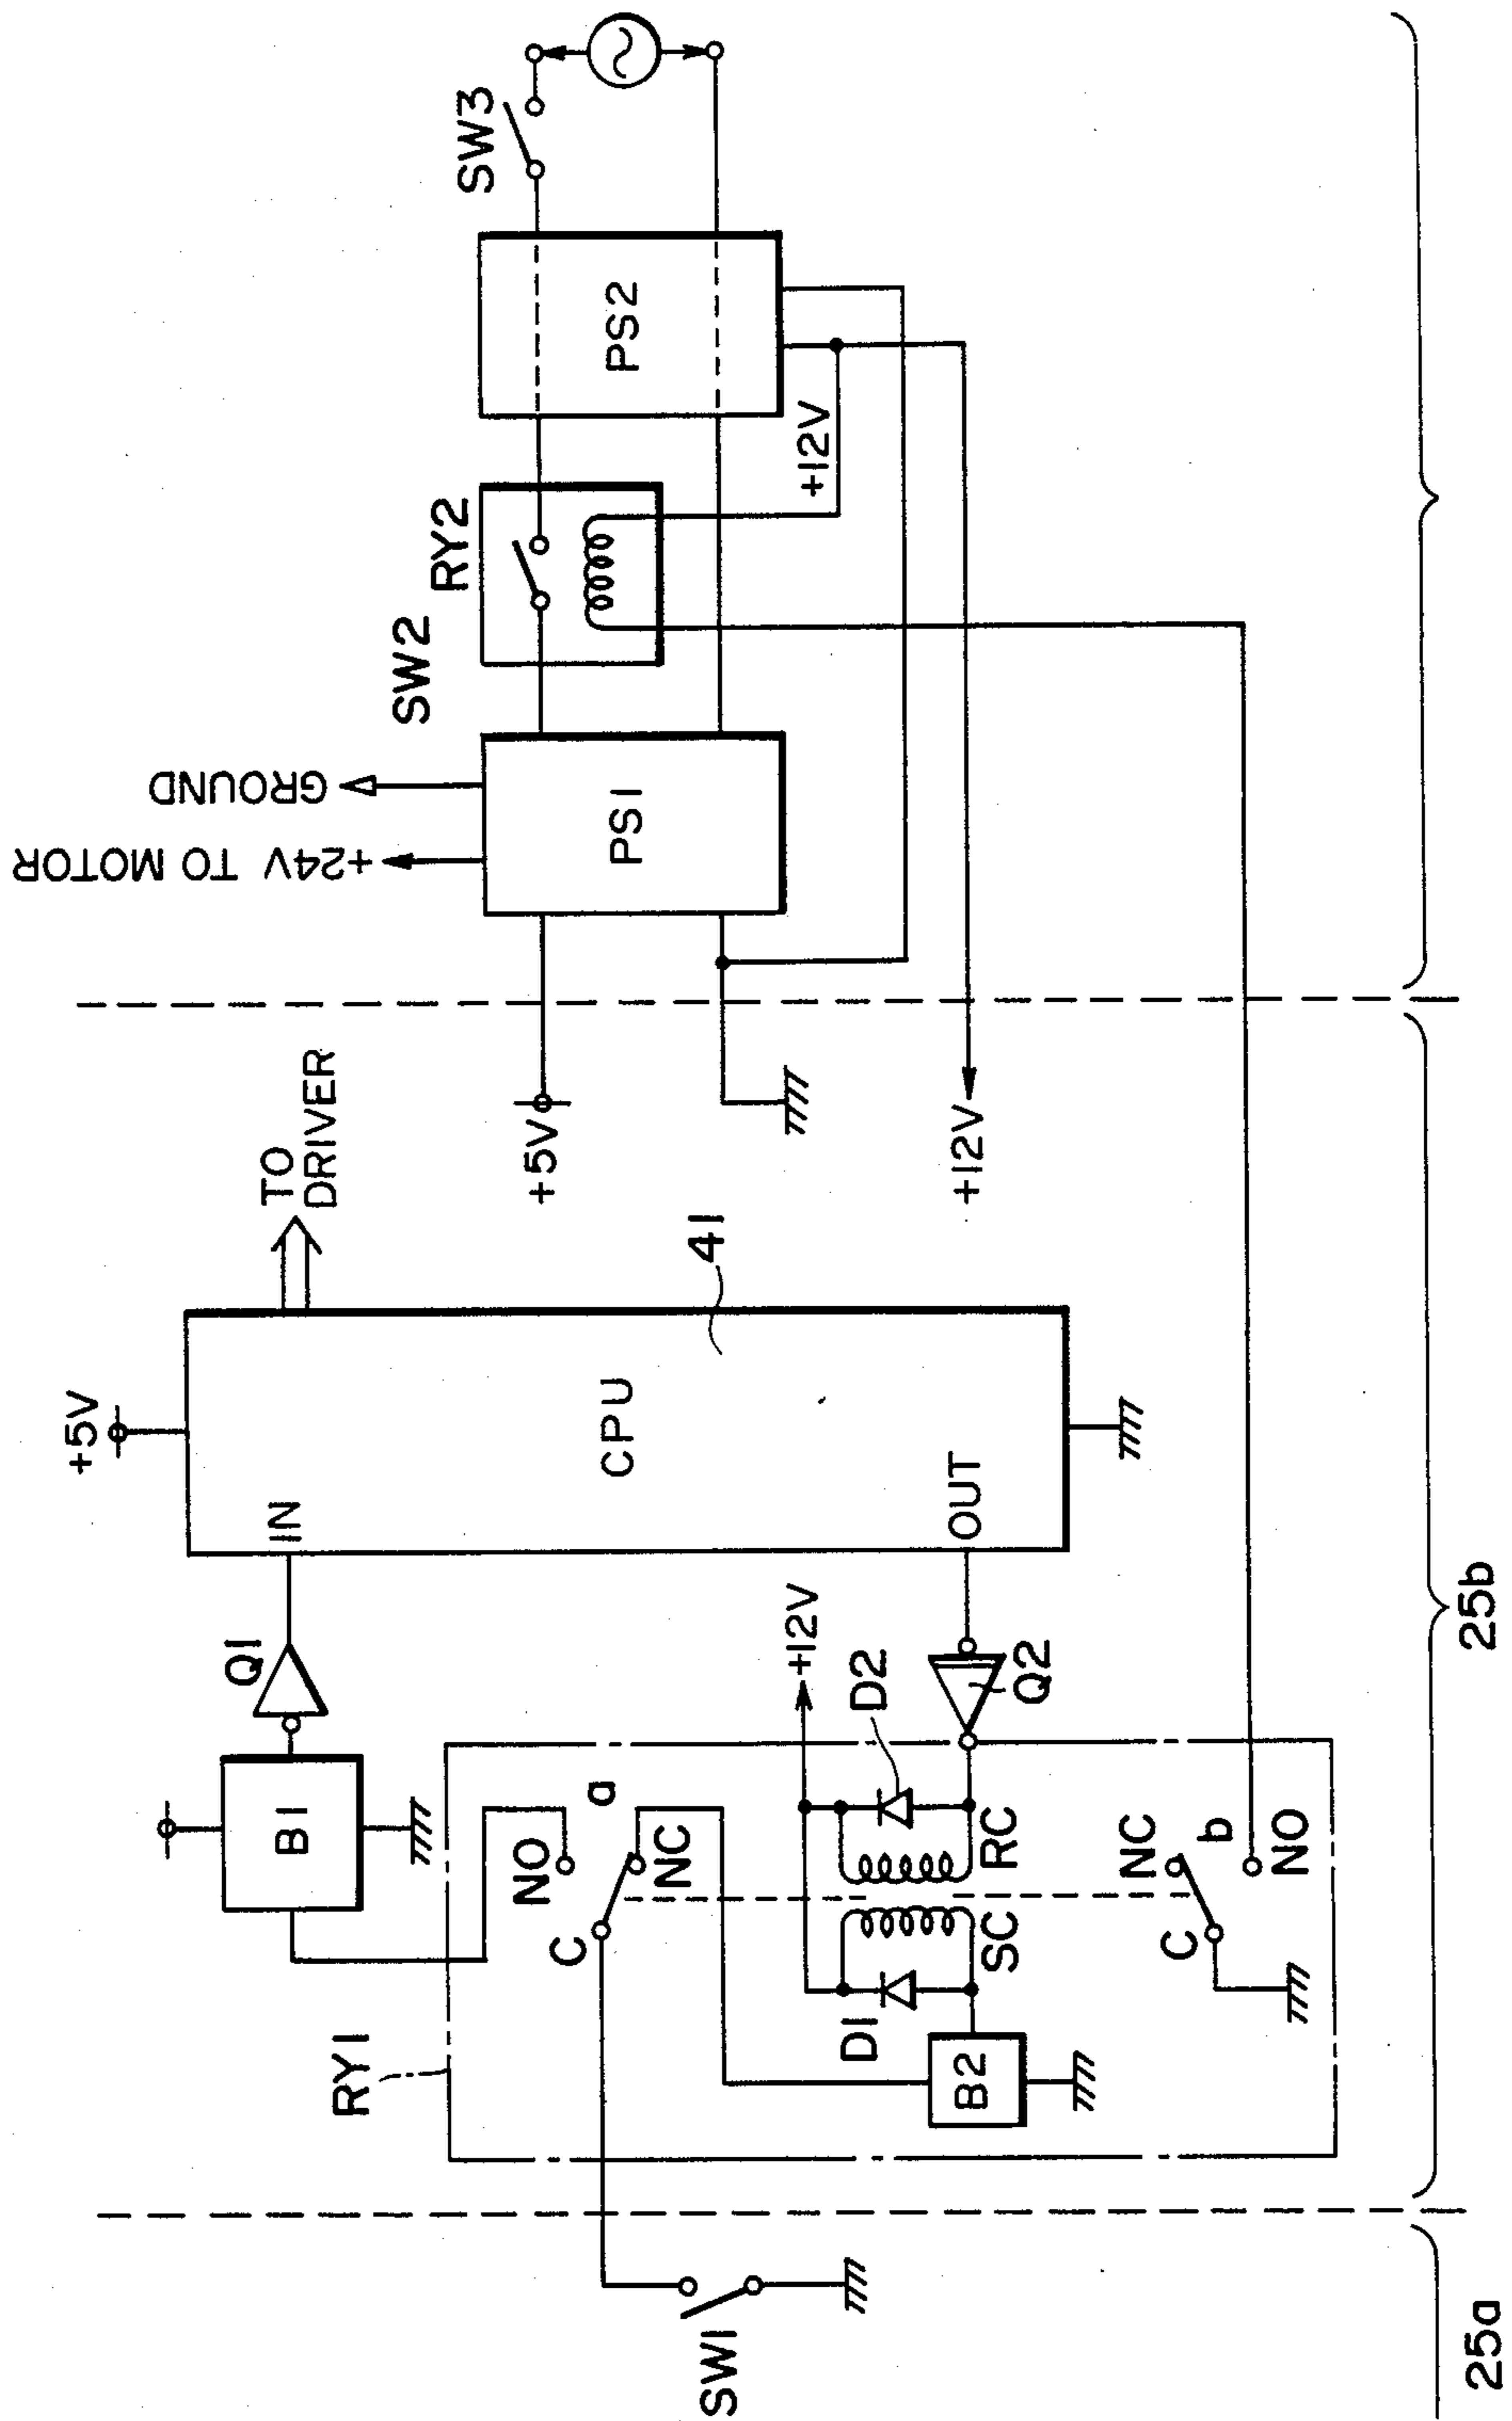 SW1
25a
RY1
B1
Q1
NO
a
C
NC
D1
SC
B2
+12V
D2
RC
Q2
NC
b
C
NO
25b
+5V
IN
CPU
OUT
41
TO
DRIVER
+5V
+12V
+24V TO MOTOR
GROUND
PS1
SW2
RY2
+12V
PS2
SW3